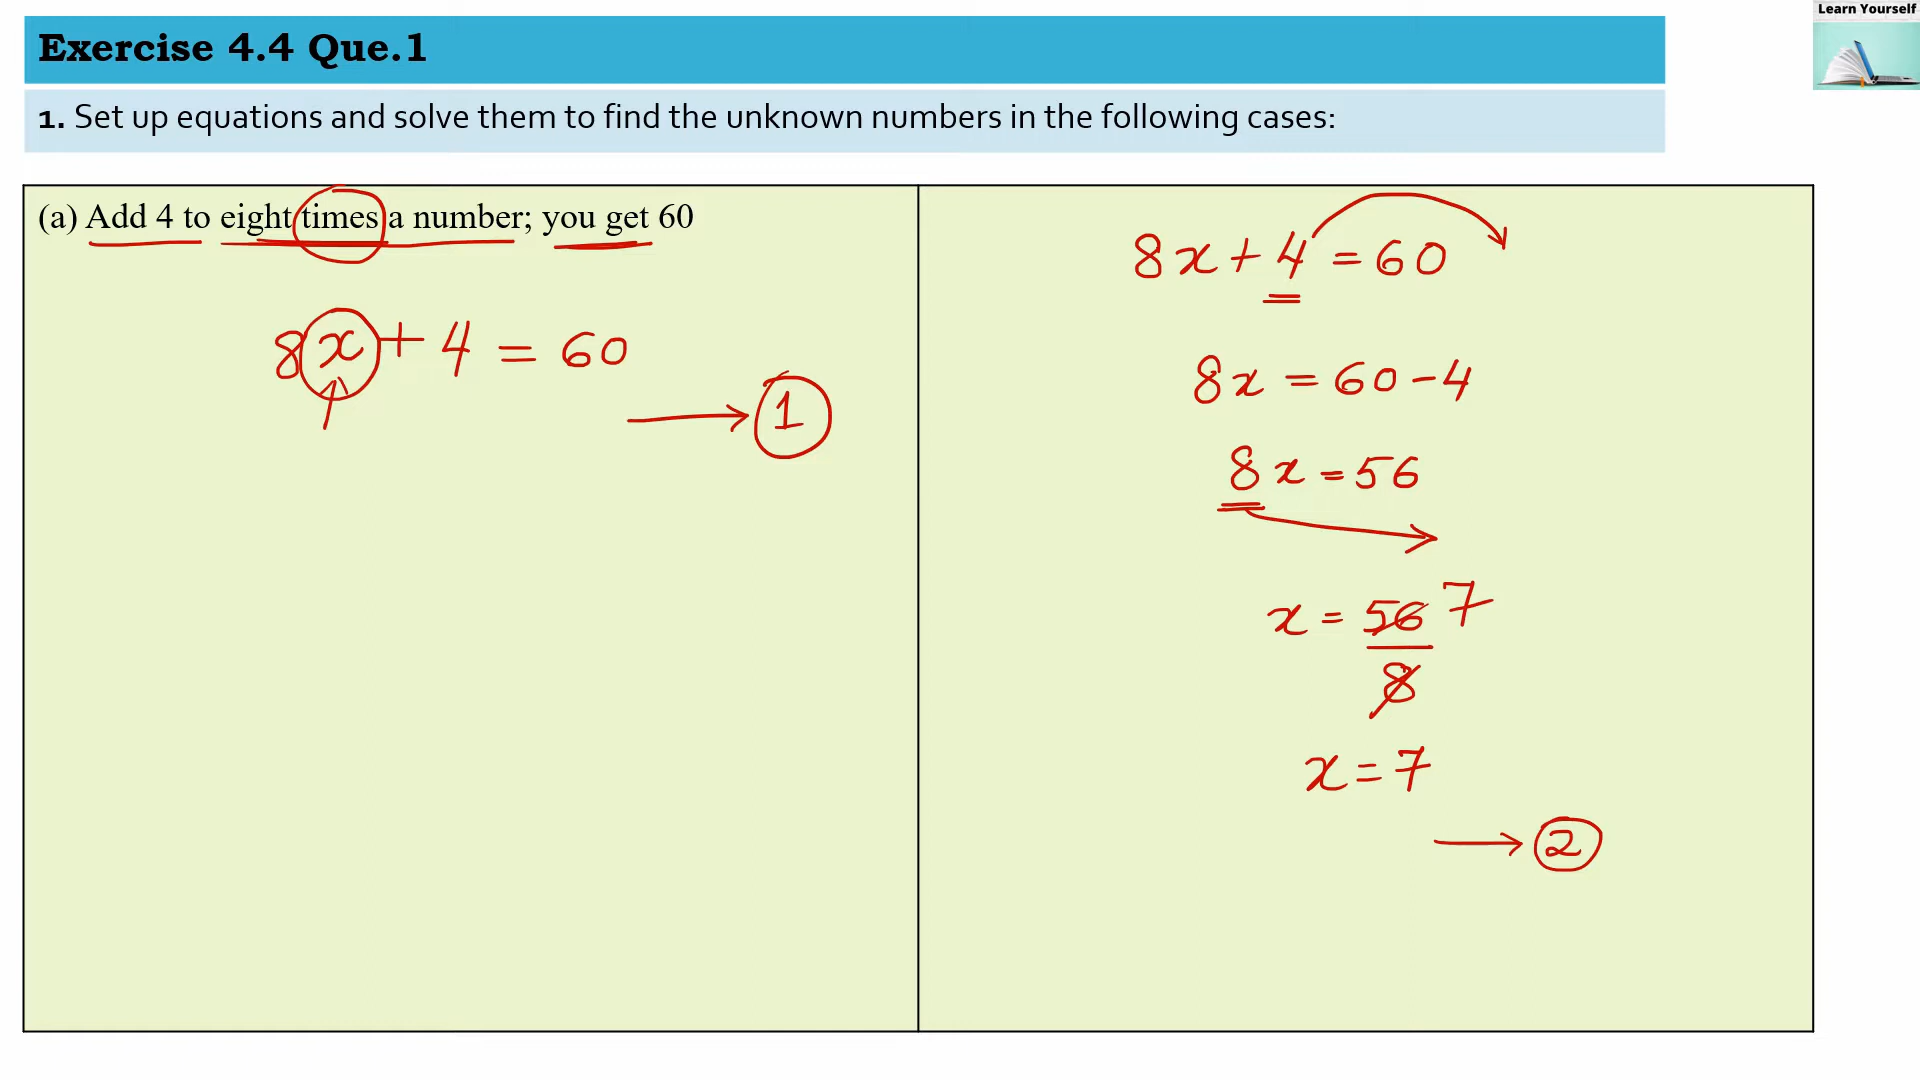 Learn Yourself
Exercise 4.4 Que.1
1. Set up equations and solve them to find the unknown numbers in the following cases:
(a) Add 4 to eight times a number; you get 60
8x + 4 = 60
1
8x + 4 = 60
8x = 60 - 4
8x = 56
x = 56 7
8
x = 7
2